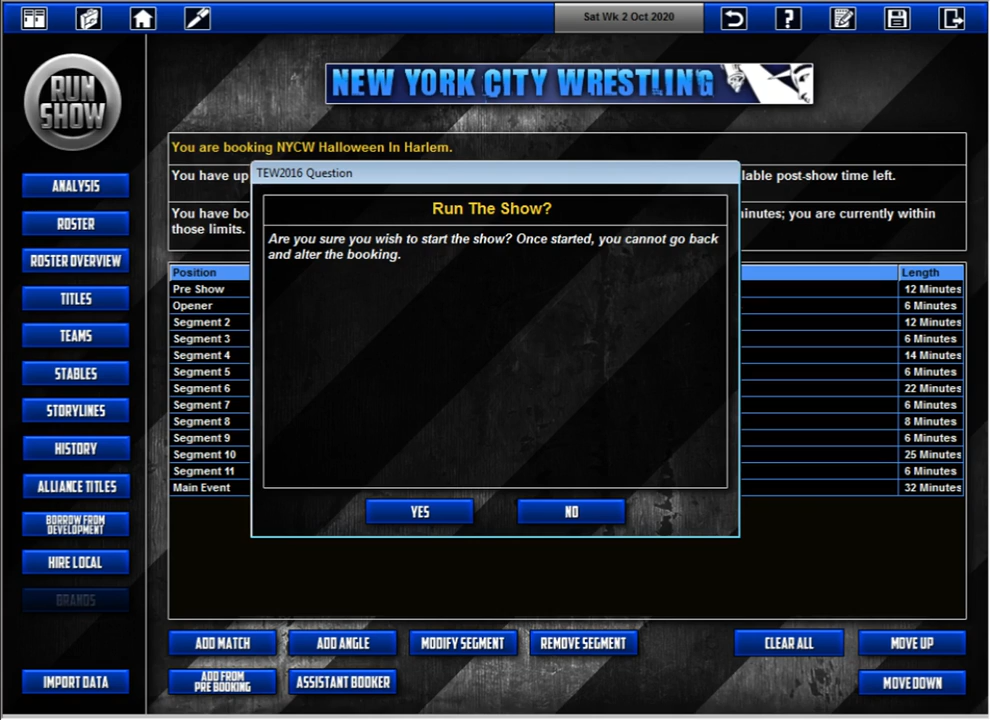 Sat Wk 2 Oct 2020
RUN
SHOW
NEW YORK CITY WRESTLING
You are booking NYCW Halloween In Harlem.
You have up
lable post-show time left.
You have bo
inutes; you are currently within
those limits.
TEW2016 Question
Run The Show?
Are you sure you wish to start the show? Once started, you cannot go back
and alter the booking.
YES
NO
ANALYSIS
ROSTER
ROSTER OVERVIEW
TITLES
TEAMS
STABLES
STORYLINES
HISTORY
ALLIANCE TITLES
BORROW FROM
DEVELOPMENT
HIRE LOCAL
BRANDS
IMPORT DATA
Position Length
Pre Show 12 Minutes
Opener 6 Minutes
Segment 2 12 Minutes
Segment 3 6 Minutes
Segment 4 14 Minutes
Segment 5 6 Minutes
Segment 6 22 Minutes
Segment 7 6 Minutes
Segment 8 8 Minutes
Segment 9 6 Minutes
Segment 10 25 Minutes
Segment 11 6 Minutes
Main Event 32 Minutes
ADD MATCH
ADD ANGLE
MODIFY SEGMENT
REMOVE SEGMENT
CLEAR ALL
MOVE UP
ADD FROM
PRE BOOKING
ASSISTANT BOOKER
MOVE DOWN